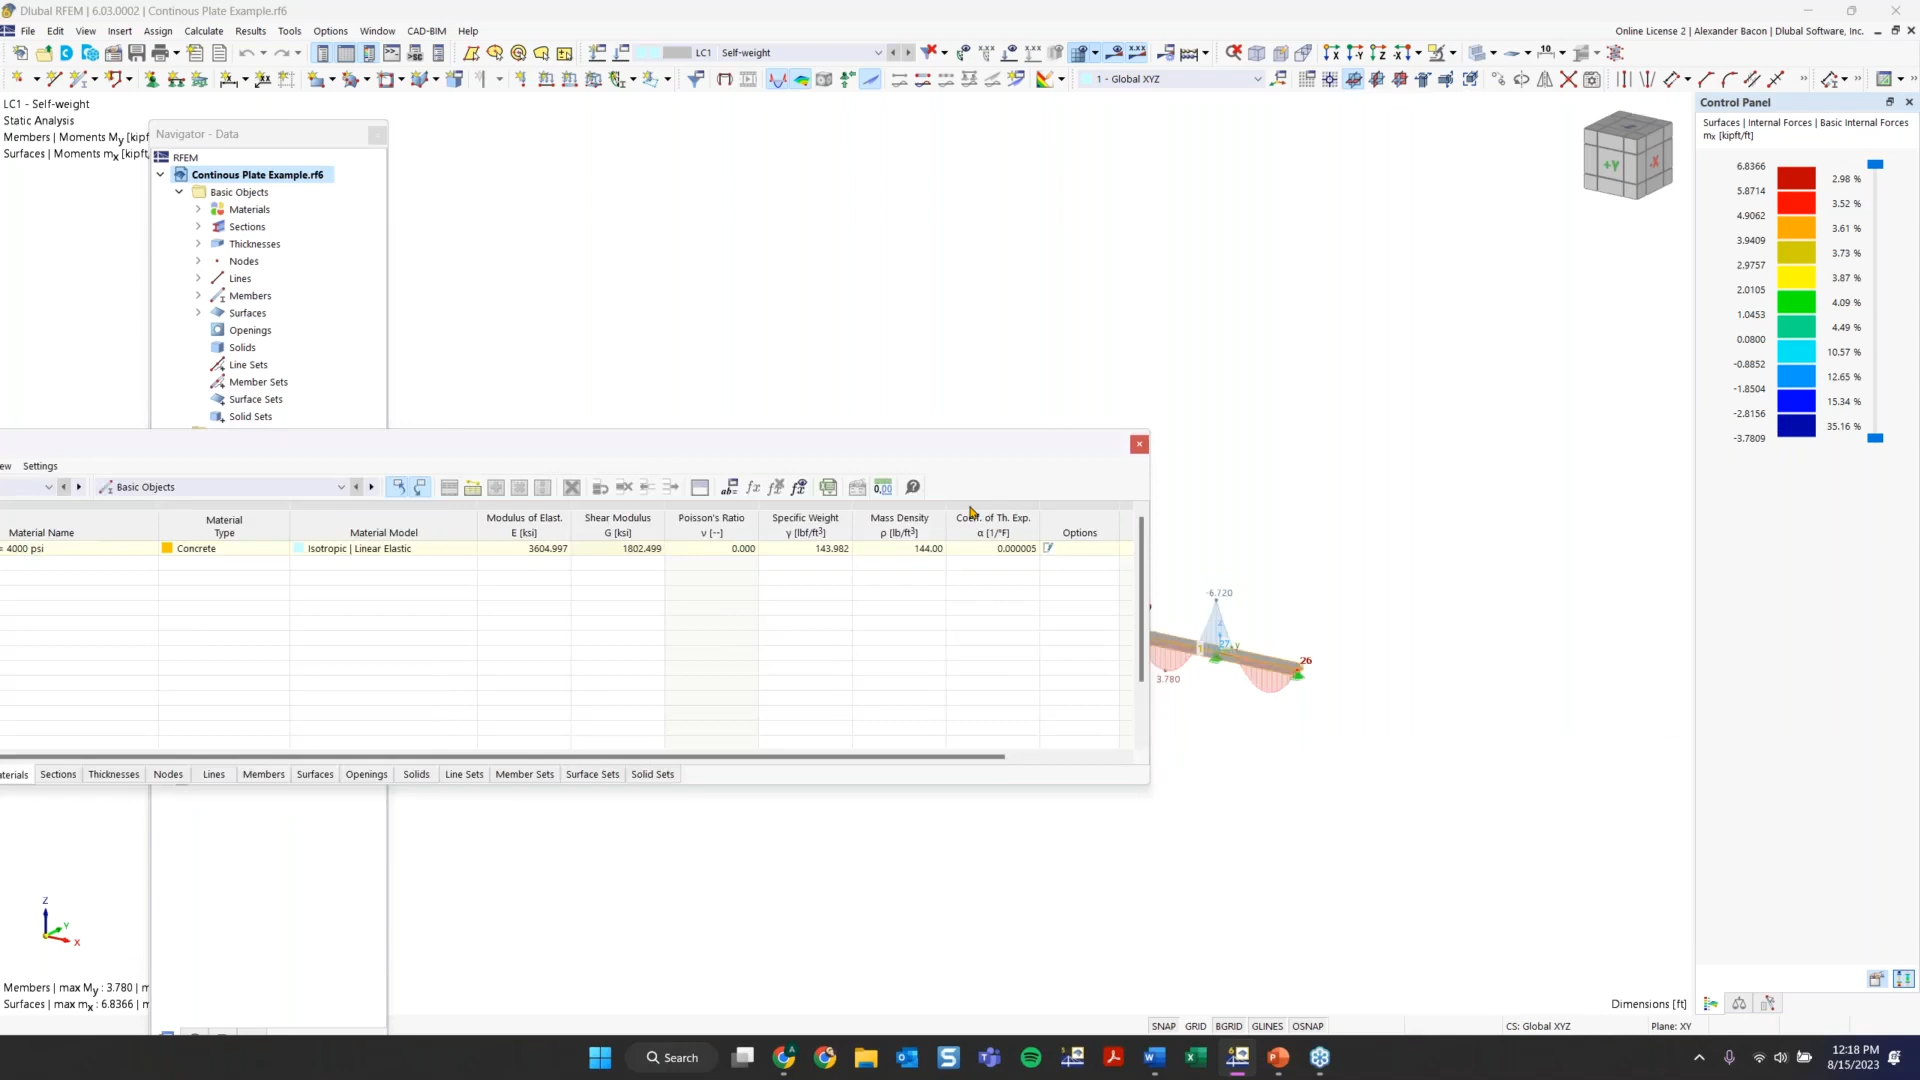 Dlubal RFEM | 6.03.0002 | Continous Plate Example.rf6
File Edit View Insert Assign Calculate Results Tools Options Window CAD-BIM Help
Online License 2 | Alexander Bacon | Dlubal Software, Inc.
LC1 Self-weight
1 - Global XYZ
LC1 - Self-weight
Static Analysis
Members | Moments My [kipft
Surfaces | Moments mx [kipft,
Navigator - Data
RFEM
Continous Plate Example.rf6
Basic Objects
Materials
Sections
Thicknesses
Nodes
Lines
Members
Surfaces
Openings
Solids
Line Sets
Member Sets
Surface Sets
Solid Sets
ew Settings
Basic Objects
Material Name
Material Type
Material Model
Modulus of Elast. E [ksi]
Shear Modulus G [ksi]
Poisson's Ratio ν [--]
Specific Weight γ [lbf/ft³]
Mass Density ρ [lb/ft³]
Coeff. of Th. Exp. α [1/°F]
Options
= 4000 psi Concrete Isotropic | Linear Elastic 3604.997 1802.499 0.000 143.982 144.00 0.000005
aterials Sections Thicknesses Nodes Lines Members Surfaces Openings Solids Line Sets Member Sets Surface Sets Solid Sets
-6.720
27
26
3.780
+Y -X
Control Panel
Surfaces | Internal Forces | Basic Internal Forces
mx [kipft/ft]
6.8366
2.98 %
5.8714
3.52 %
4.9062
3.61 %
3.9409
3.73 %
2.9757
3.87 %
2.0105
4.09 %
1.0453
4.49 %
0.0800
10.57 %
-0.8852
12.65 %
-1.8504
15.34 %
-2.8156
35.16 %
-3.7809
Z
Y
X
Members | max My : 3.780 | m
Surfaces | max mx : 6.8366 | m
Dimensions [ft]
SNAP GRID BGRID GLINES OSNAP
CS: Global XYZ
Plane: XY
Search
12:18 PM
8/15/2023